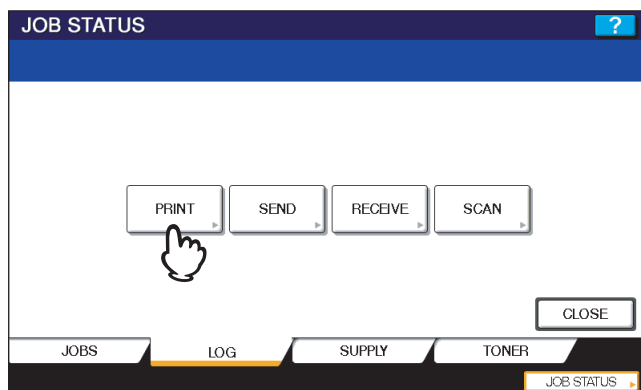 JOB STATUS ?
PRINT SEND RECEIVE SCAN
CLOSE
JOBS LOG SUPPLY TONER
JOB STATUS